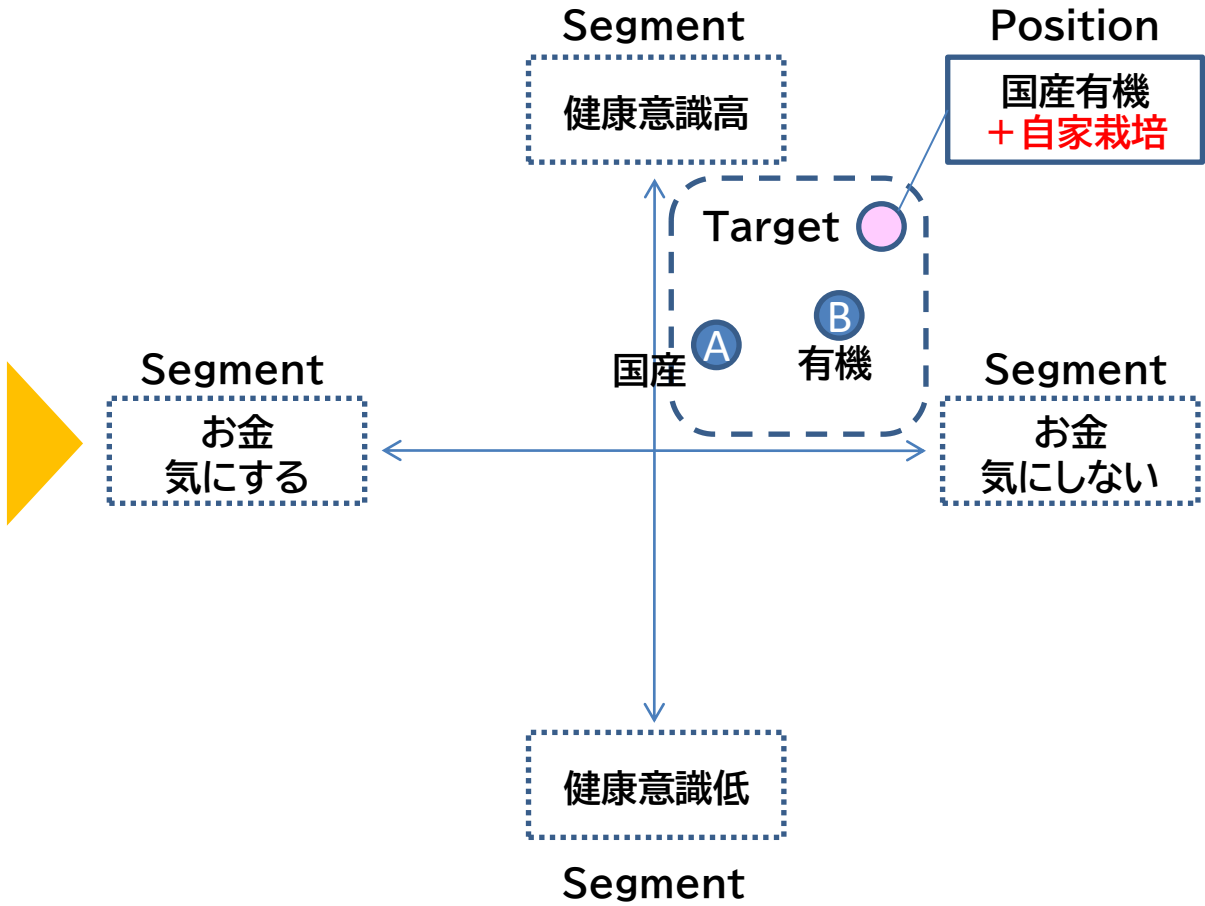 Segment
健康意識高
Position
国産有機
＋自家栽培
Target
A
国産
B
有機
Segment
お金
気にする
Segment
お金
気にしない
健康意識低
Segment